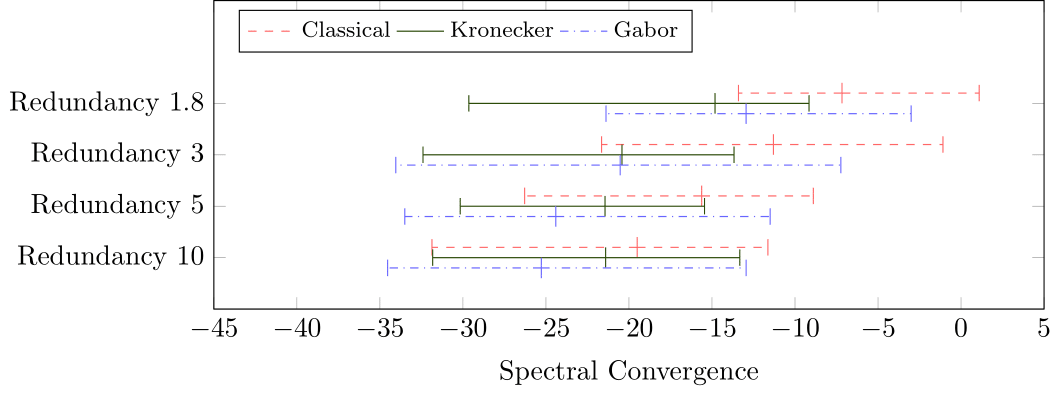 Classical Kronecker Gabor
Redundancy 1.8
Redundancy 3
Redundancy 5
Redundancy 10
−45 −40 −35 −30 −25 −20 −15 −10 −5 0 5
Spectral Convergence